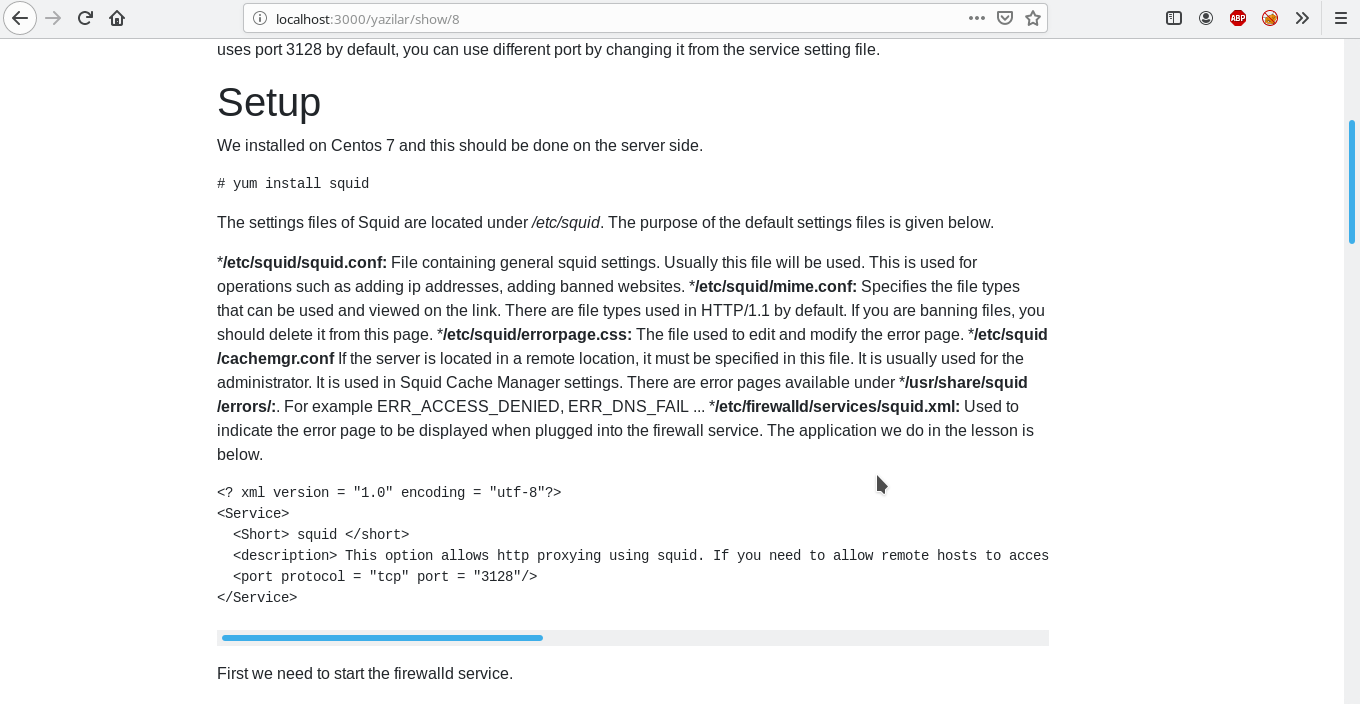 localhost:3000/yazilar/show/8
ABP
uses port 3128 by default, you can use different port by changing it from the service setting file.
Setup
We installed on Centos 7 and this should be done on the server side.
# yum install squid
The settings files of Squid are located under /etc/squid. The purpose of the default settings files is given below.
*/etc/squid/squid.conf: File containing general squid settings. Usually this file will be used. This is used for
operations such as adding ip addresses, adding banned websites. */etc/squid/mime.conf: Specifies the file types
that can be used and viewed on the link. There are file types used in HTTP/1.1 by default. If you are banning files, you
should delete it from this page. */etc/squid/errorpage.css: The file used to edit and modify the error page. */etc/squid
/cachemgr.conf If the server is located in a remote location, it must be specified in this file. It is usually used for the
administrator. It is used in Squid Cache Manager settings. There are error pages available under */usr/share/squid
/errors/:. For example ERR_ACCESS_DENIED, ERR_DNS_FAIL ... */etc/firewalld/services/squid.xml: Used to
indicate the error page to be displayed when plugged into the firewall service. The application we do in the lesson is
below.
<? xml version = "1.0" encoding = "utf-8"?>
<Service>
  <Short> squid </short>
  <description> This option allows http proxying using squid. If you need to allow remote hosts to acces
  <port protocol = "tcp" port = "3128"/>
</Service>
First we need to start the firewalld service.